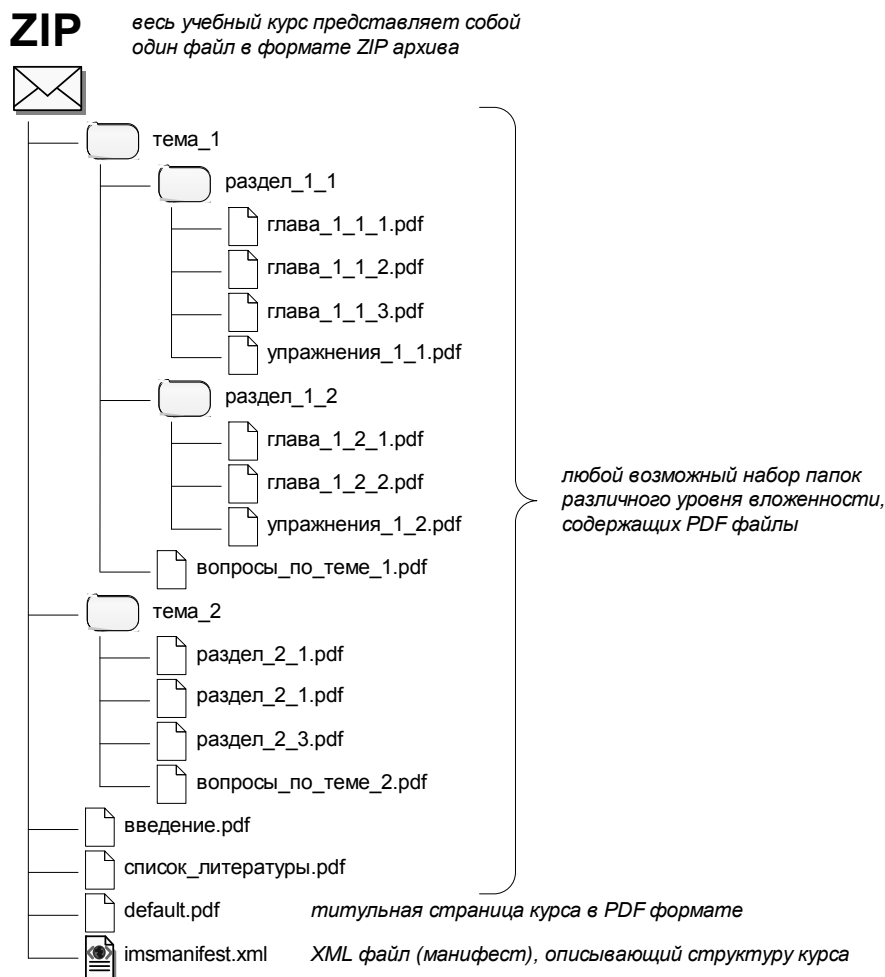 ZIP
весь учебный курс представляет собой
один файл в формате ZIP архива
тема_1
раздел_1_1
глава_1_1_1.pdf
глава_1_1_2.pdf
глава_1_1_3.pdf
упражнения_1_1.pdf
раздел_1_2
глава_1_2_1.pdf
глава_1_2_2.pdf
упражнения_1_2.pdf
любой возможный набор папок
различного уровня вложенности,
содержащих PDF файлы
вопросы_по_теме_1.pdf
тема_2
раздел_2_1.pdf
раздел_2_1.pdf
раздел_2_3.pdf
вопросы_по_теме_2.pdf
введение.pdf
список_литературы.pdf
default.pdf титульная страница курса в PDF формате
imsmanifest.xml XML файл (манифест), описывающий структуру курса